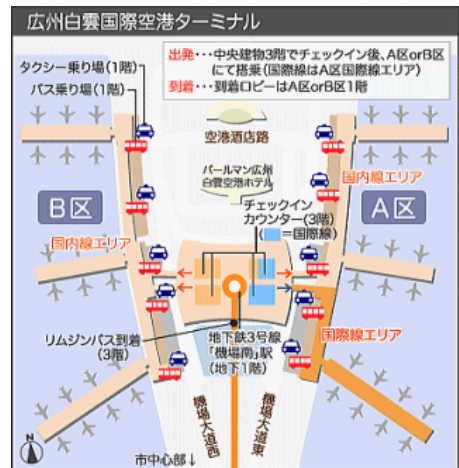 広州白雲国際空港ターミナル
出発・・・中央建物3階でチェックイン後、A区orB区
にて搭乗(国際線はA区国際線エリア)
到着・・・到着ロビーはA区orB区1階
タクシー乗り場(1階)
バス乗り場(1階)
空港酒店路
パールマン広州
白雲空港ホテル
国内線エリア
B区
A区
チェックイン
カウンター(3階)
(　=国際線)
国内線エリア
リムジンバス到着
(3階)
地下鉄3号線
「機場南」駅
(地下1階)
国際線エリア
機場大道西
機場大道東
N
市中心部↓